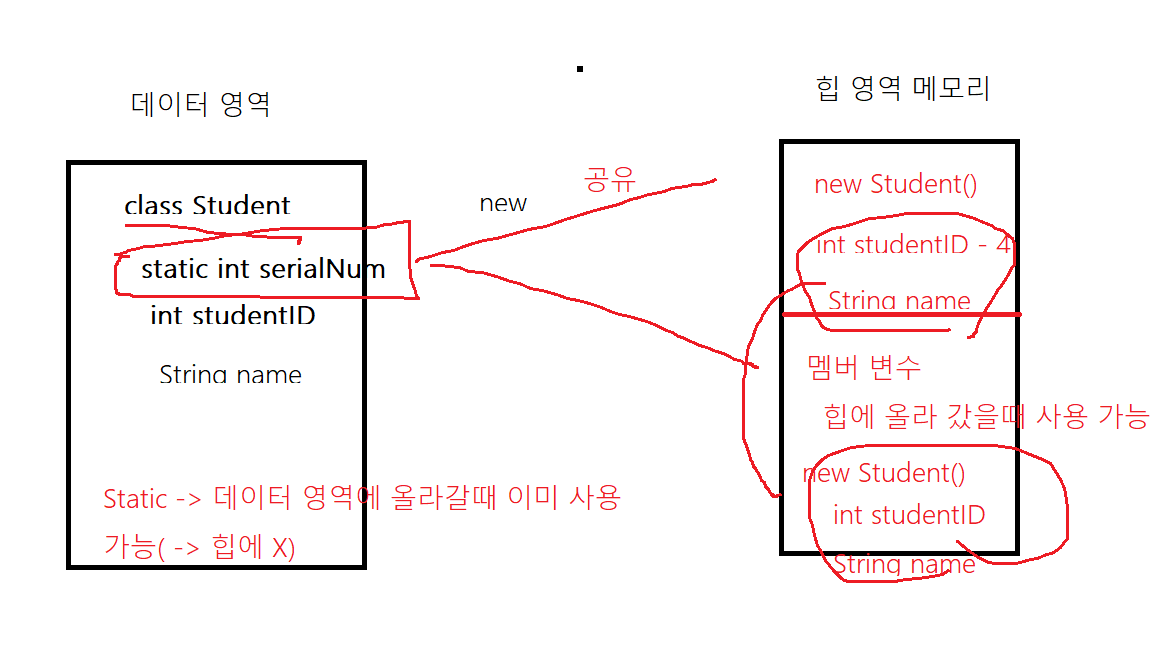 데이터 영역
class Student
static int serialNum
int studentID
String name
Static -> 데이터 영역에 올라갈때 이미 사용
가능( -> 힙에 X)
new
공유
힙 영역 메모리
new Student()
int studentID - 4
String name
멤버 변수
힙에 올라 갔을때 사용 가능
new Student()
int studentID
String name